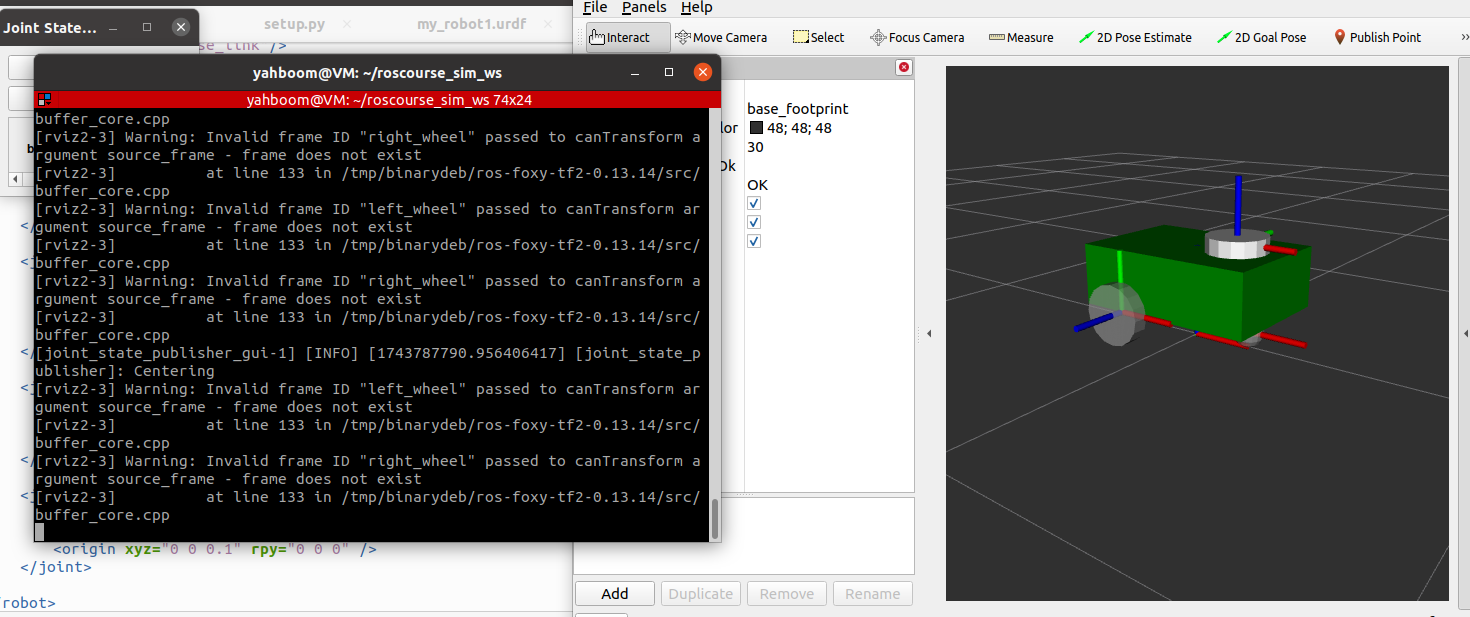 Joint State...
setup.py
my_robot1.urdf
File Panels Help
Interact Move Camera Select Focus Camera Measure 2D Pose Estimate 2D Goal Pose Publish Point
yahboom@VM: ~/roscourse_sim_ws
yahboom@VM: ~/roscourse_sim_ws 74x24
buffer_core.cpp
[rviz2-3] Warning: Invalid frame ID "right_wheel" passed to canTransform a
rgument source_frame - frame does not exist
[rviz2-3]          at line 133 in /tmp/binarydeb/ros-foxy-tf2-0.13.14/src/
buffer_core.cpp
[rviz2-3] Warning: Invalid frame ID "left_wheel" passed to canTransform ar
gument source_frame - frame does not exist
[rviz2-3]          at line 133 in /tmp/binarydeb/ros-foxy-tf2-0.13.14/src/
buffer_core.cpp
[rviz2-3] Warning: Invalid frame ID "right_wheel" passed to canTransform a
rgument source_frame - frame does not exist
[rviz2-3]          at line 133 in /tmp/binarydeb/ros-foxy-tf2-0.13.14/src/
buffer_core.cpp
[joint_state_publisher_gui-1] [INFO] [1743787790.956406417] [joint_state_p
ublisher]: Centering
[rviz2-3] Warning: Invalid frame ID "left_wheel" passed to canTransform ar
gument source_frame - frame does not exist
[rviz2-3]          at line 133 in /tmp/binarydeb/ros-foxy-tf2-0.13.14/src/
buffer_core.cpp
[rviz2-3] Warning: Invalid frame ID "right_wheel" passed to canTransform a
rgument source_frame - frame does not exist
[rviz2-3]          at line 133 in /tmp/binarydeb/ros-foxy-tf2-0.13.14/src/
buffer_core.cpp
<origin xyz="0 0 0.1" rpy="0 0 0" />
</joint>
robot>
base_footprint
48; 48; 48
30
OK
Add Duplicate Remove Rename